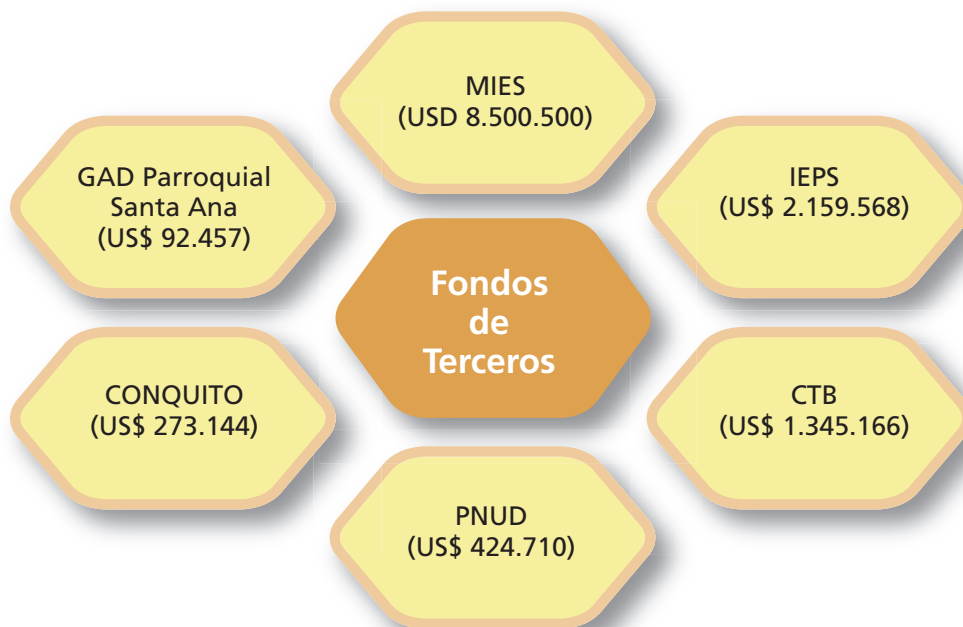 MIES
(USD 8.500.500)
GAD Parroquial
Santa Ana
(US$ 92.457)
IEPS
(US$ 2.159.568)
Fondos
de
Terceros
CONQUITO
(US$ 273.144)
CTB
(US$ 1.345.166)
PNUD
(US$ 424.710)